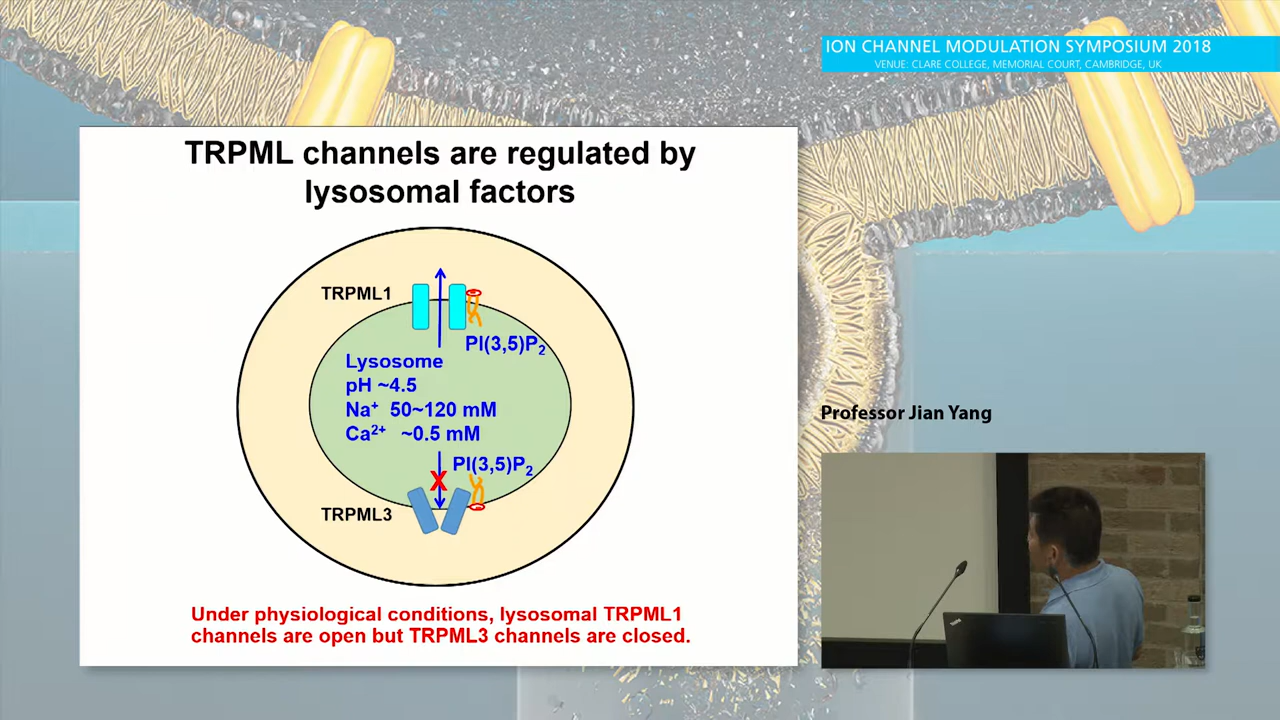 ION CHANNEL MODULATION SYMPOSIUM 2018
VENUE: CLARE COLLEGE, MEMORIAL COURT, CAMBRIDGE, UK
TRPML channels are regulated by
lysosomal factors
TRPML1
PI(3,5)P₂
Lysosome
pH ~4.5
Na⁺ 50~120 mM
Ca²⁺ ~0.5 mM
PI(3,5)P₂
X
TRPML3
Under physiological conditions, lysosomal TRPML1
channels are open but TRPML3 channels are closed.
Professor Jian Yang